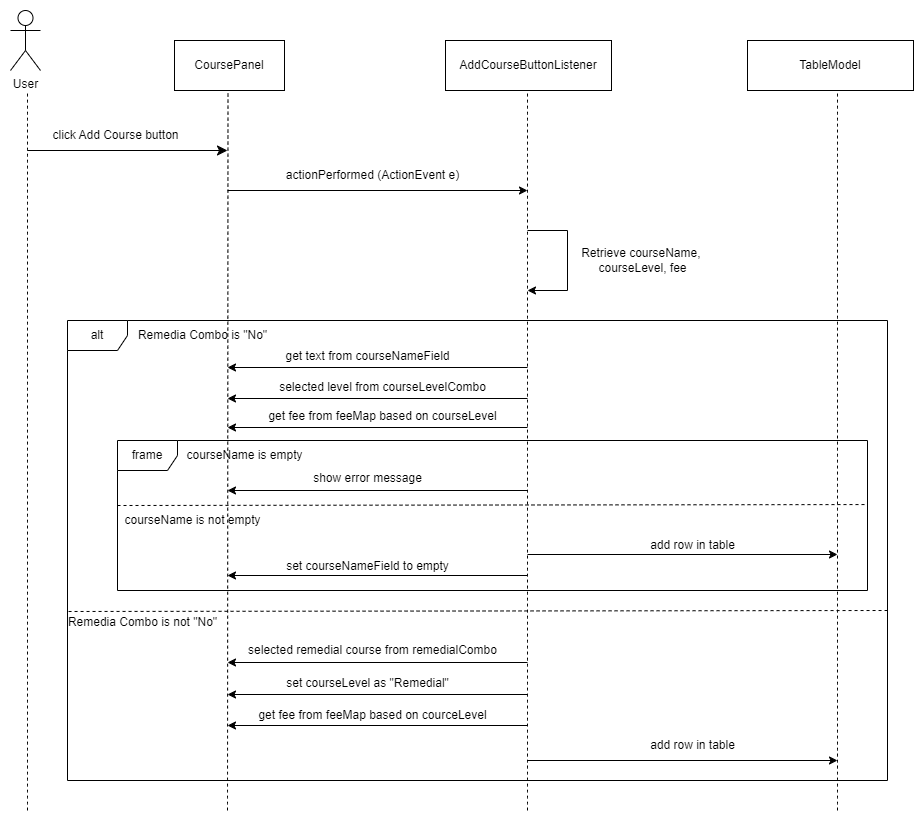 User
CoursePanel
AddCourseButtonListener
TableModel
click Add Course button
actionPerformed (ActionEvent e)
Retrieve courseName,
courseLevel, fee
alt
Remedia Combo is "No"
get text from courseNameField
selected level from courseLevelCombo
get fee from feeMap based on courseLevel
frame
courseName is empty
show error message
courseName is not empty
add row in table
set courseNameField to empty
Remedia Combo is not "No"
selected remedial course from remedialCombo
set courseLevel as "Remedial"
get fee from feeMap based on courceLevel
add row in table